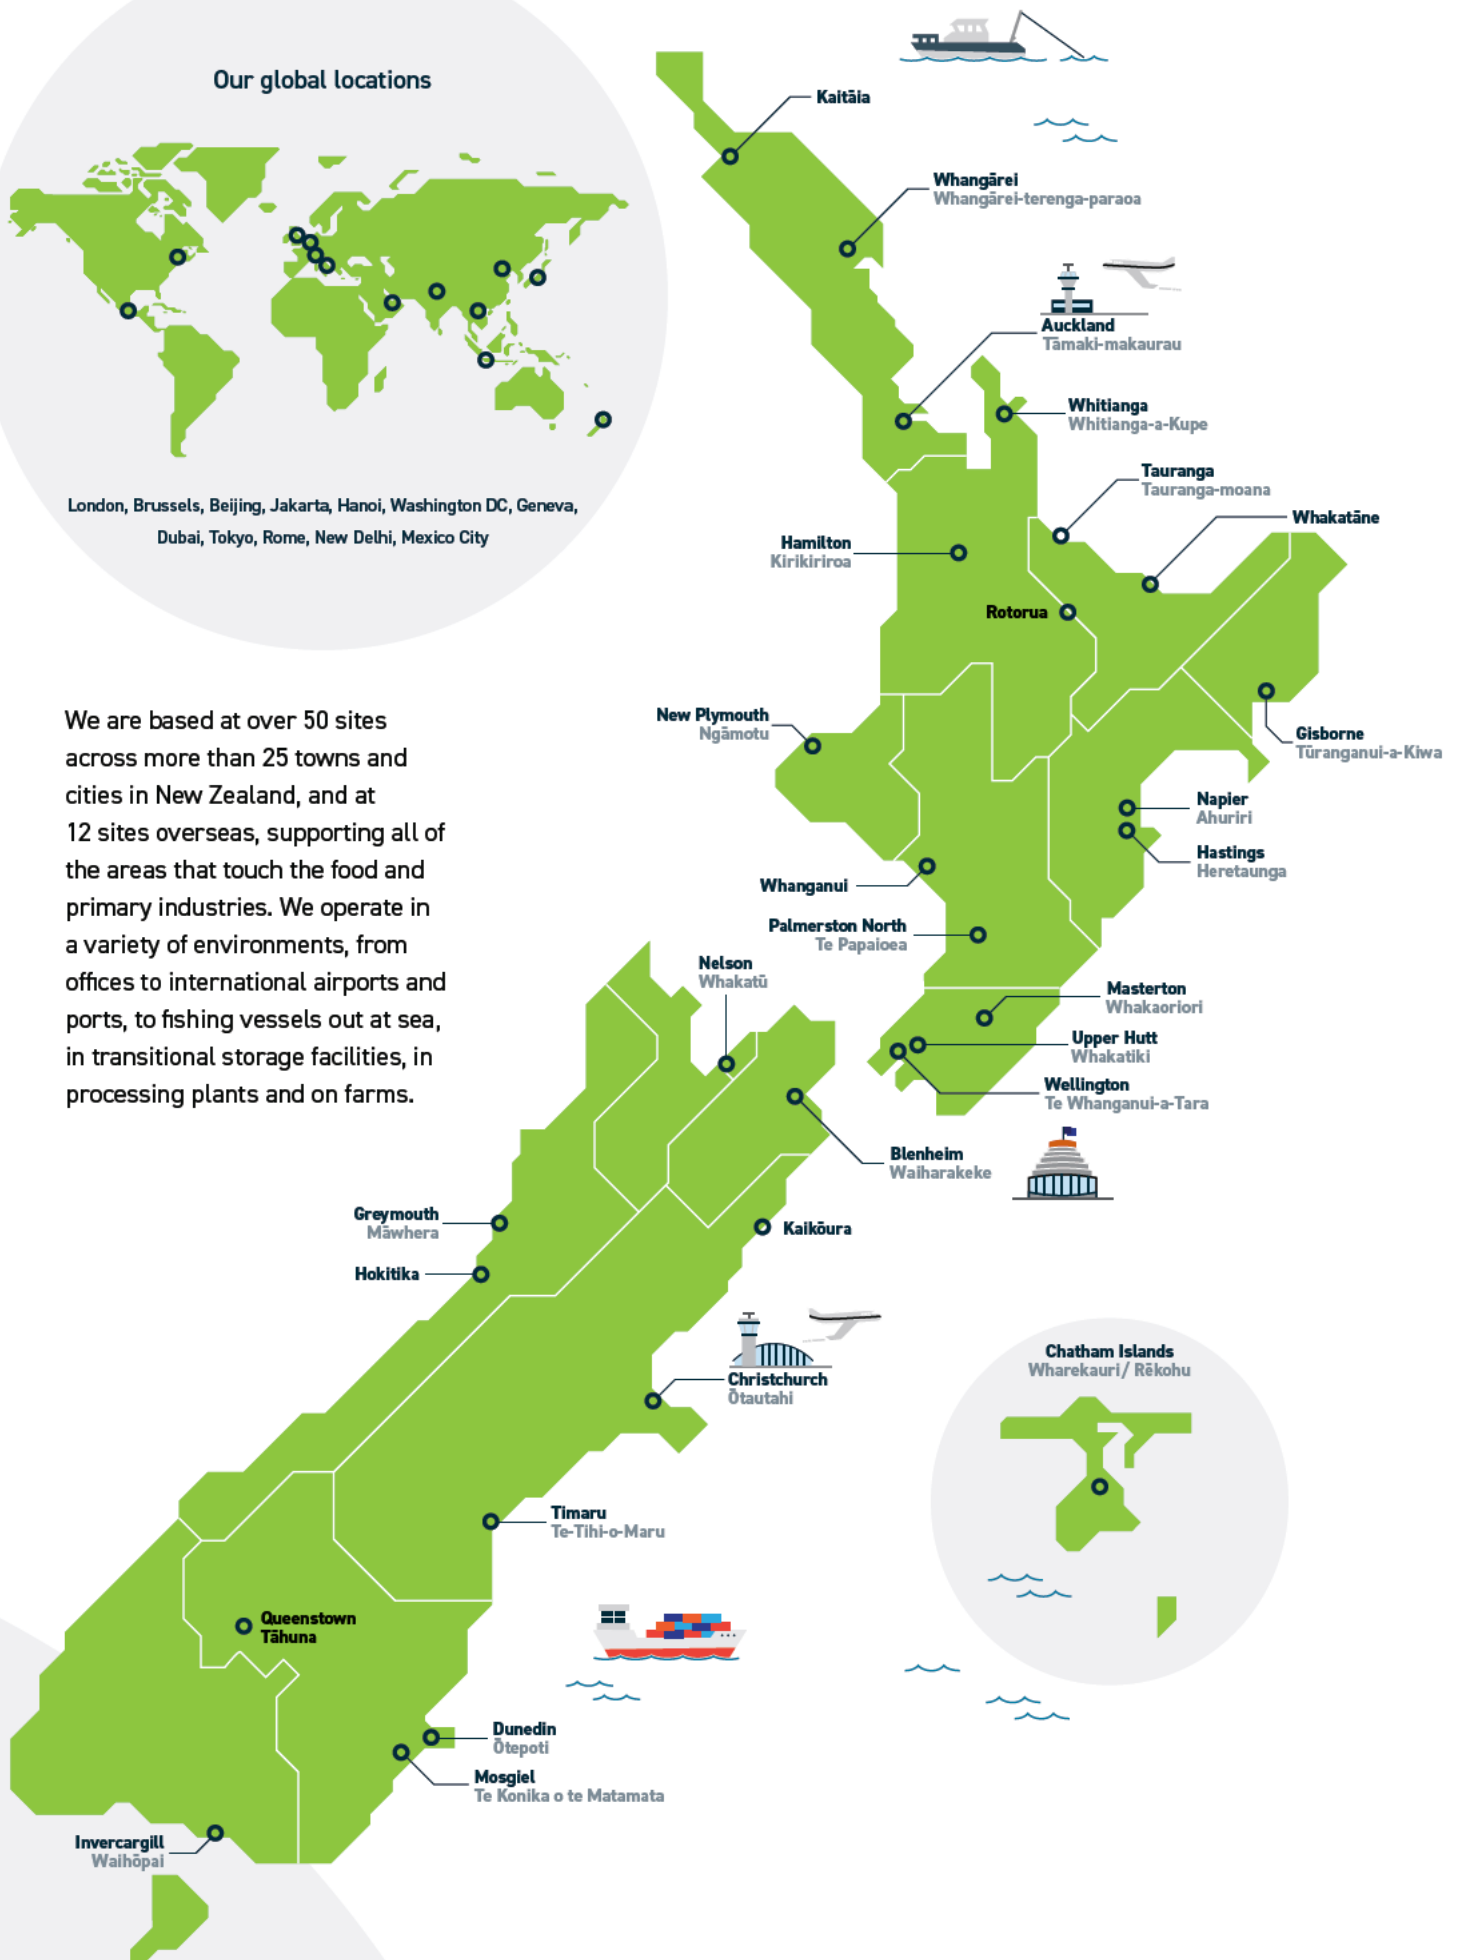 Our global locations
London, Brussels, Beijing, Jakarta, Hanoi, Washington DC, Geneva,
Dubai, Tokyo, Rome, New Delhi, Mexico City
We are based at over 50 sites
across more than 25 towns and
cities in New Zealand, and at
12 sites overseas, supporting all of
the areas that touch the food and
primary industries. We operate in
a variety of environments, from
offices to international airports and
ports, to fishing vessels out at sea,
in transitional storage facilities, in
processing plants and on farms.
Kaitāia
Whangārei
Whangārei-terenga-paraoa
Auckland
Tāmaki-makaurau
Whitianga
Whitianga-a-Kupe
Tauranga
Tauranga-moana
Whakatāne
Hamilton
Kirikiriroa
Rotorua
New Plymouth
Ngāmotu
Gisborne
Tūranganui-a-Kiwa
Napier
Ahuriri
Hastings
Heretaunga
Whanganui
Palmerston North
Te Papaioea
Nelson
Whakatū
Masterton
Whakaoriori
Upper Hutt
Whakatiki
Wellington
Te Whanganui-a-Tara
Blenheim
Waiharakeke
Greymouth
Māwhera
Kaikōura
Hokitika
Christchurch
Ōtautahi
Chatham Islands
Wharekauri/ Rēkohu
Timaru
Te-Tihi-o-Maru
Queenstown
Tāhuna
Dunedin
Ōtepoti
Mosgiel
Te Konika o te Matamata
Invercargill
Waihōpai